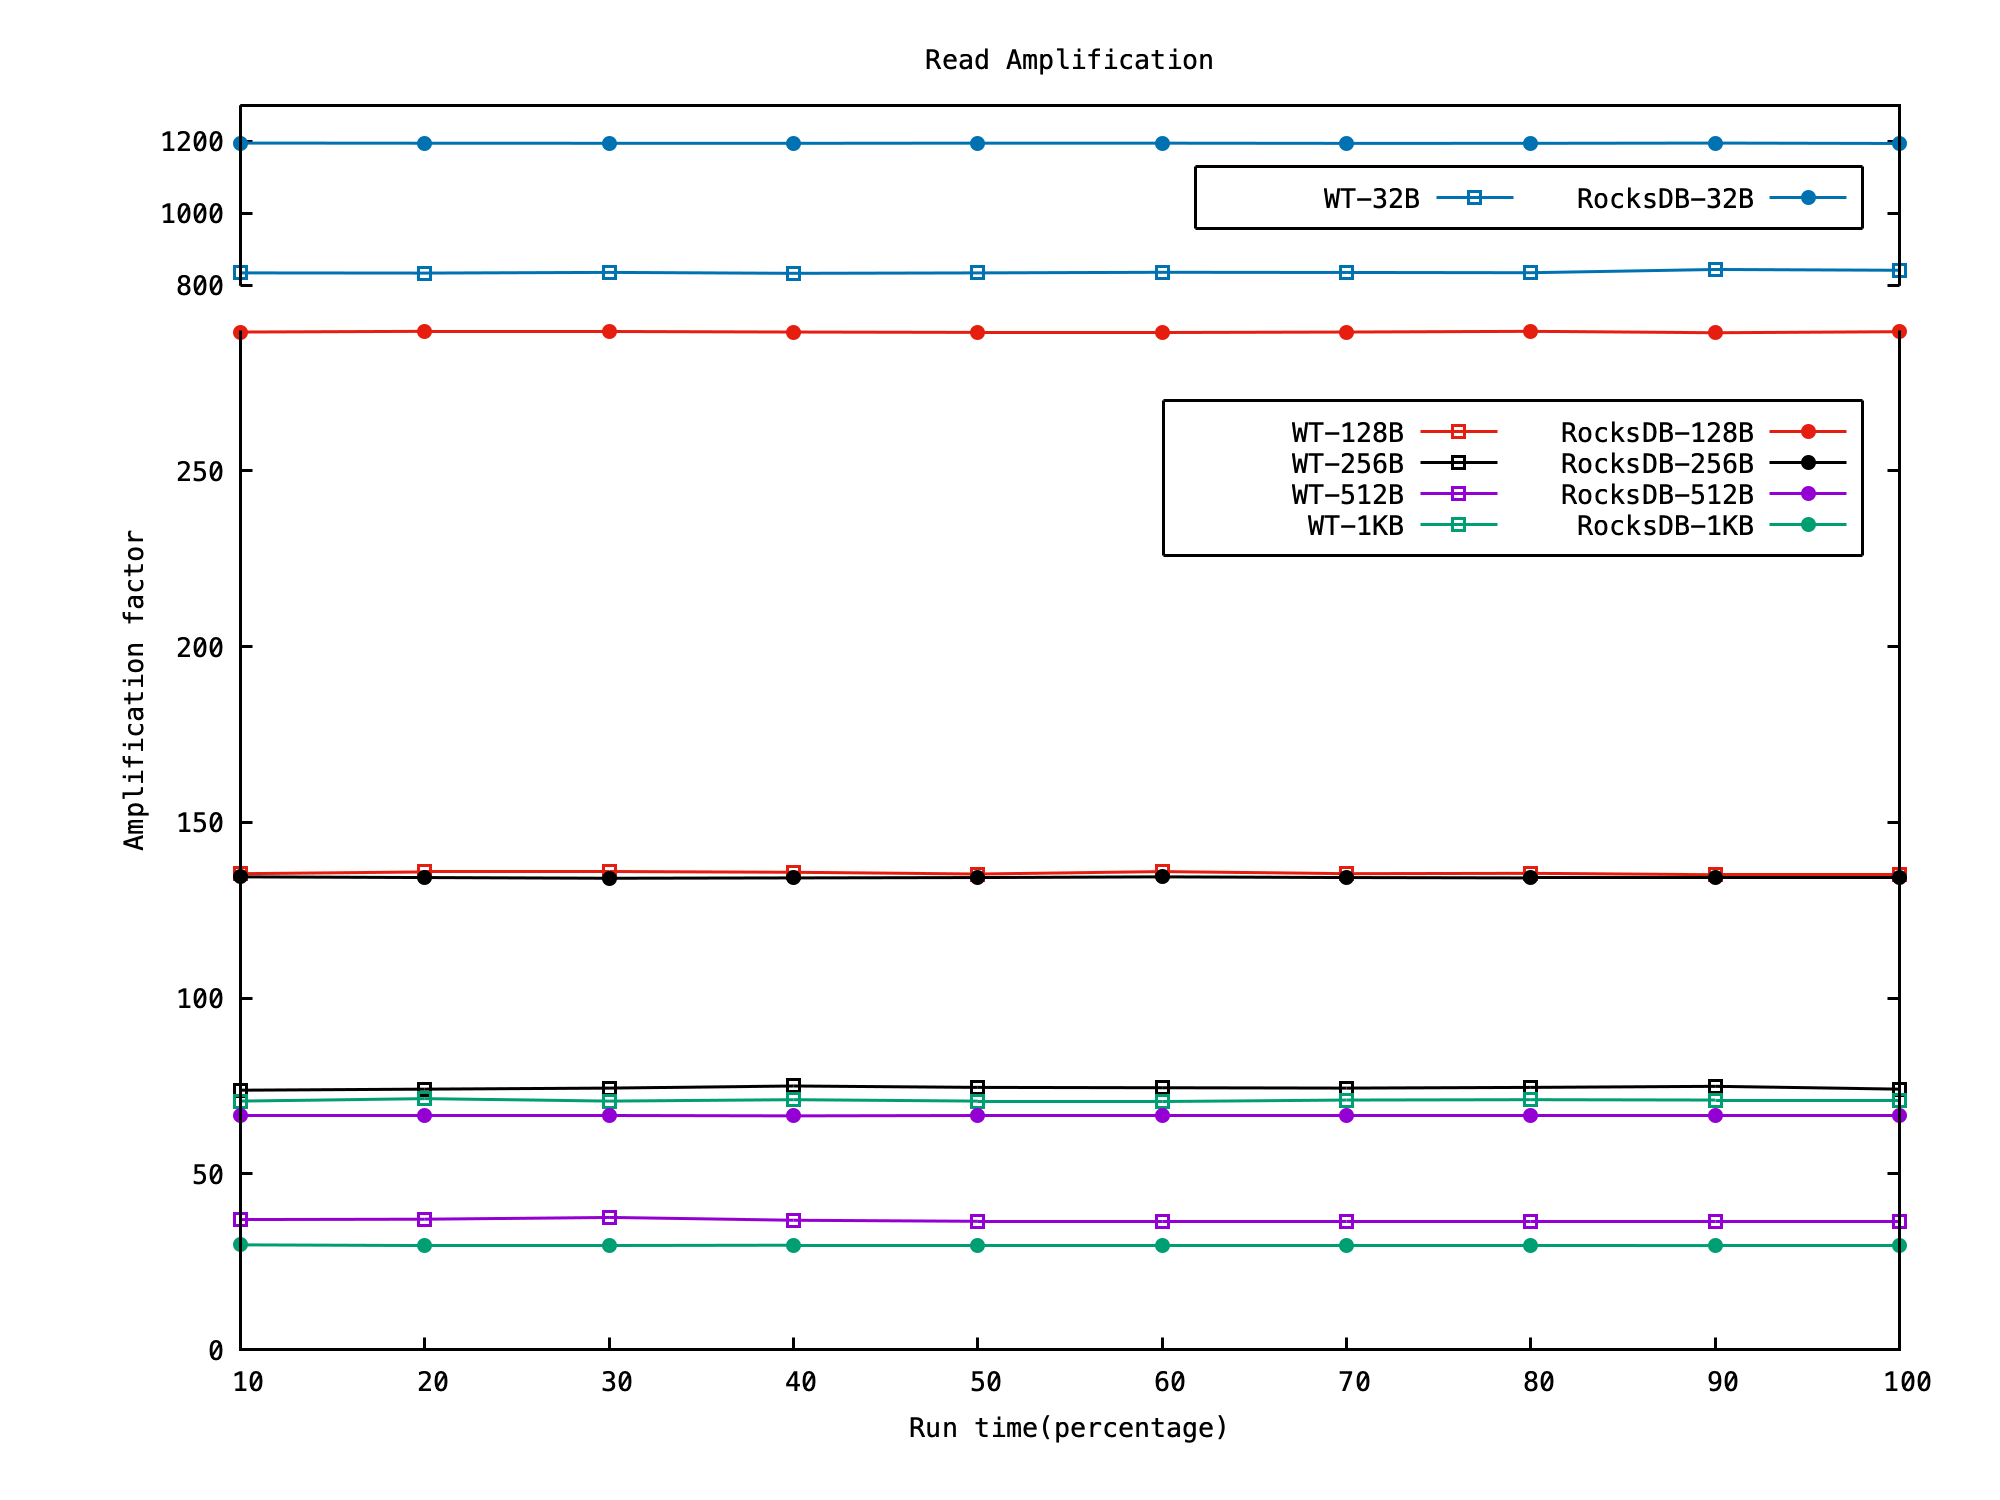 Read Amplification
1200
1000
800
WT-32B RocksDB-32B
250
200
150
100
50
0
WT-128B RocksDB-128B
WT-256B RocksDB-256B
WT-512B RocksDB-512B
WT-1KB RocksDB-1KB
Amplification factor
10 20 30 40 50 60 70 80 90 100
Run time(percentage)